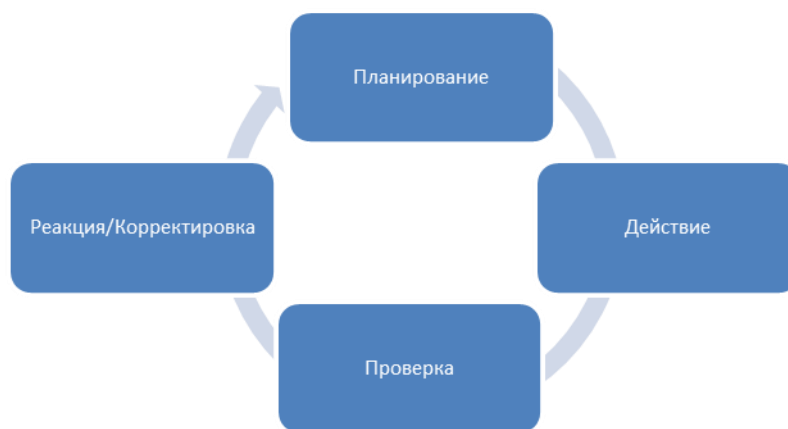 Планирование
Действие
Проверка
Реакция/Корректировка